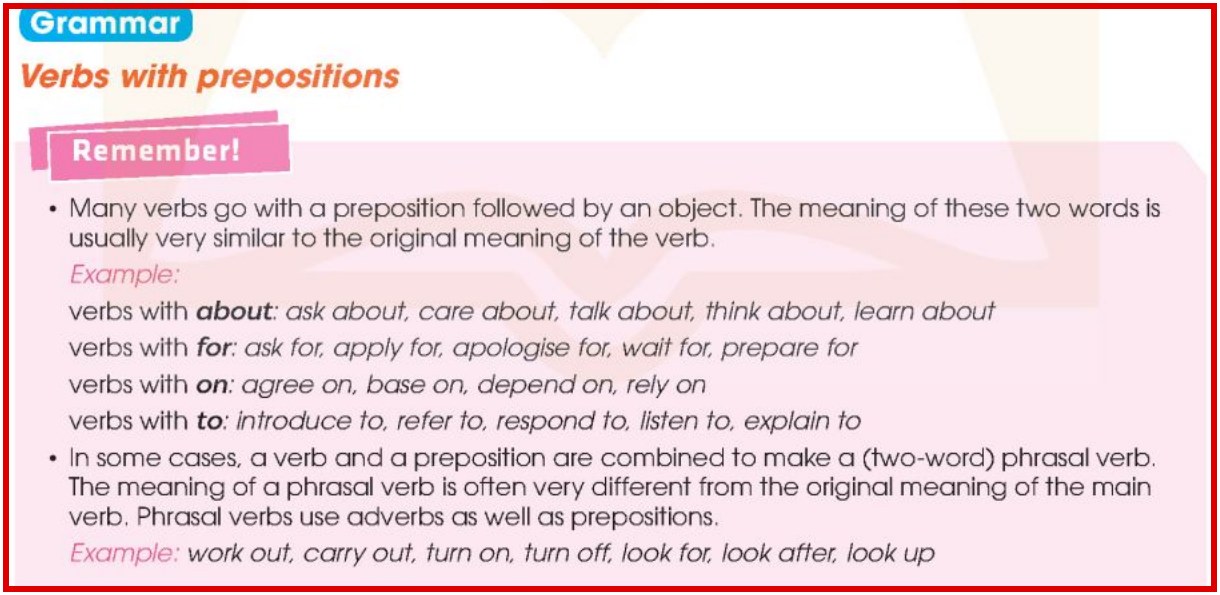 Grammar
Verbs with prepositions
Remember!
• Many verbs go with a preposition followed by an object. The meaning of these two words is
usually very similar to the original meaning of the verb.
Example:
verbs with about: ask about, care about, talk about, think about, learn about
verbs with for: ask for, apply for, apologise for, wait for, prepare for
verbs with on: agree on, base on, depend on, rely on
verbs with to: introduce to, refer to, respond to, listen to, explain to
• In some cases, a verb and a preposition are combined to make a (two-word) phrasal verb.
The meaning of a phrasal verb is often very different from the original meaning of the main
verb. Phrasal verbs use adverbs as well as prepositions.
Example: work out, carry out, turn on, turn off, look for, look after, look up